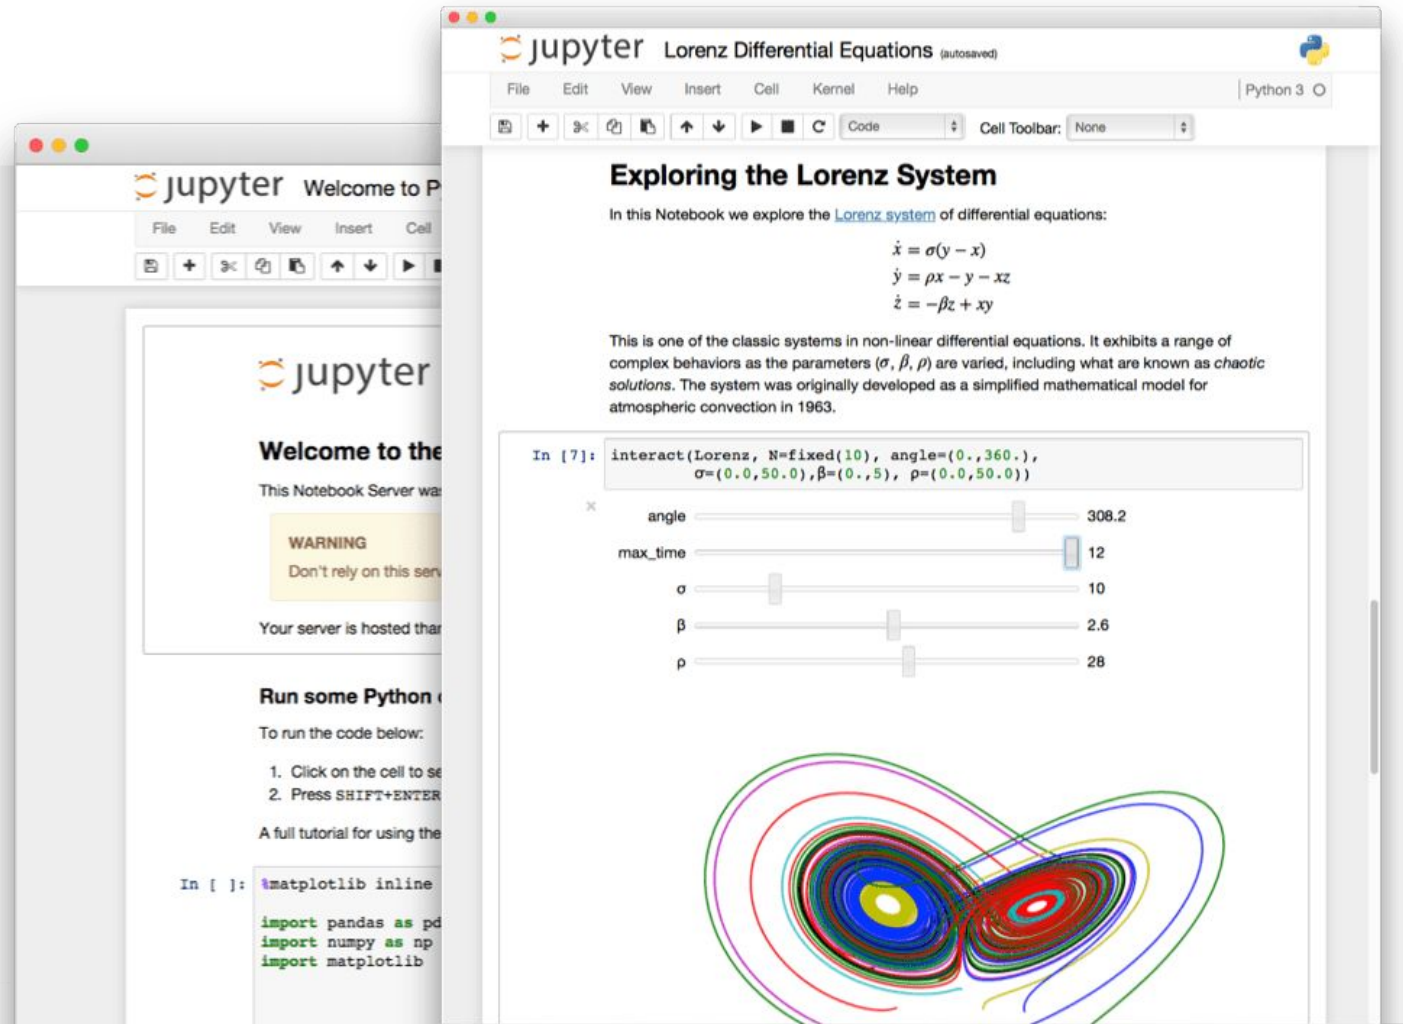 jupyter Lorenz Differential Equations (autosaved)
File Edit View Insert Cell Kernel Help Python 3
Code Cell Toolbar: None
Exploring the Lorenz System
In this Notebook we explore the Lorenz system of differential equations:
ẋ = σ(y − x)
ẏ = ρx − y − xz
ż = −βz + xy
This is one of the classic systems in non-linear differential equations. It exhibits a range of
complex behaviors as the parameters (σ, β, ρ) are varied, including what are known as chaotic
solutions. The system was originally developed as a simplified mathematical model for
atmospheric convection in 1963.
In [7]: interact(Lorenz, N=fixed(10), angle=(0.,360.),
σ=(0.0,50.0),β=(0.,5), ρ=(0.0,50.0))
angle 308.2
max_time 12
σ 10
β 2.6
ρ 28
jupyter Welcome to P
File Edit View Insert Cell
jupyter
Welcome to the
This Notebook Server was
WARNING
Don't rely on this serv
Your server is hosted than
Run some Python
To run the code below:
1. Click on the cell to se
2. Press SHIFT+ENTER
A full tutorial for using the
In [ ]: %matplotlib inline
import pandas as pd
import numpy as np
import matplotlib